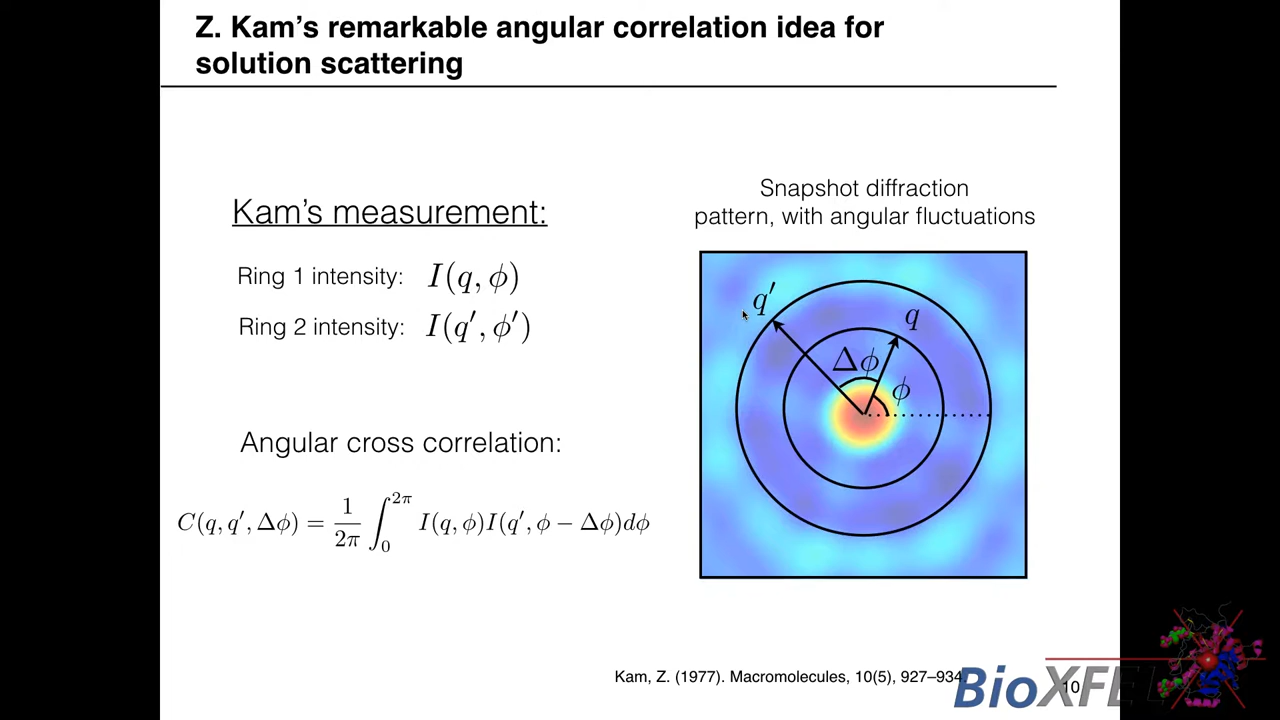 Z. Kam's remarkable angular correlation idea for
solution scattering
Kam's measurement:
Ring 1 intensity: I(q, ϕ)
Ring 2 intensity: I(q′, ϕ′)
Angular cross correlation:
C(q, q′, Δϕ) = 1/2π ∫₀^2π I(q, ϕ)I(q′, ϕ − Δϕ)dϕ
Snapshot diffraction
pattern, with angular fluctuations
q′
q
Δϕ
ϕ
Kam, Z. (1977). Macromolecules, 10(5), 927–934.
BioXFEL
10